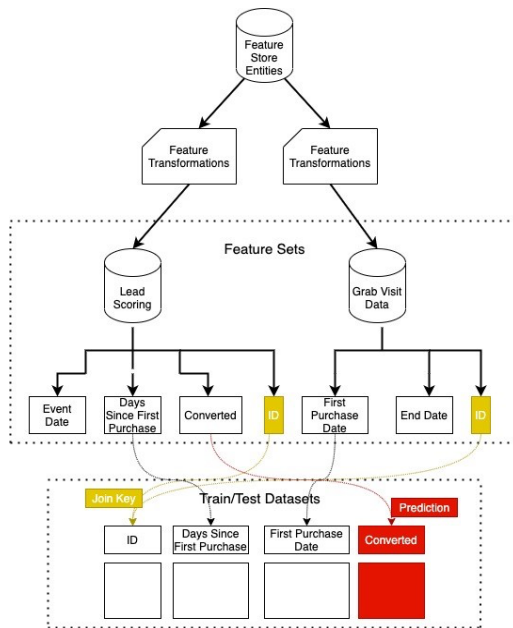 Feature
Store
Entities
Feature
Transformations
Feature
Transformations
Feature Sets
Lead
Scoring
Grab Visit
Data
Event
Date
Days
Since First
Purchase
Converted
ID
First
Purchase
Date
End Date
ID
Join Key
Train/Test Datasets
Prediction
ID
Days Since
First Purchase
First Purchase
Date
Converted